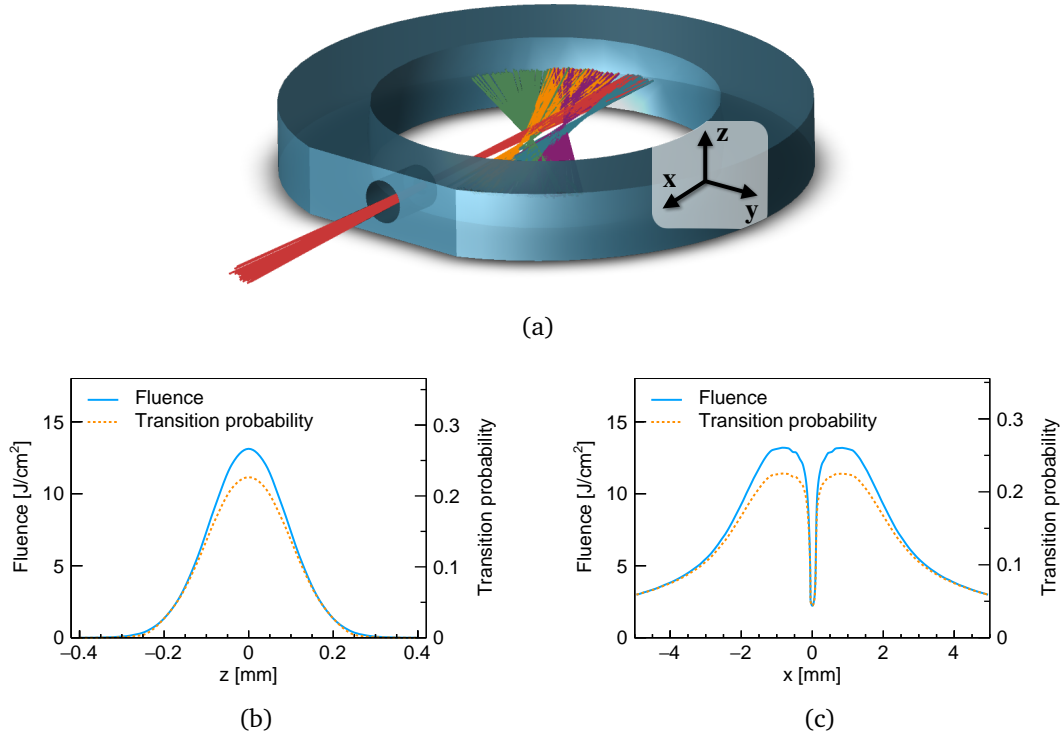 z
x
y
(a)
Fluence
Transition probability
Fluence [J/cm²]
15
10
5
0
0.3
0.2
0.1
0
Transition probability
−0.4
−0.2
0
0.2
0.4
z [mm]
(b)
Fluence
Transition probability
Fluence [J/cm²]
15
10
5
0
0.3
0.2
0.1
0
Transition probability
−4
−2
0
2
4
x [mm]
(c)